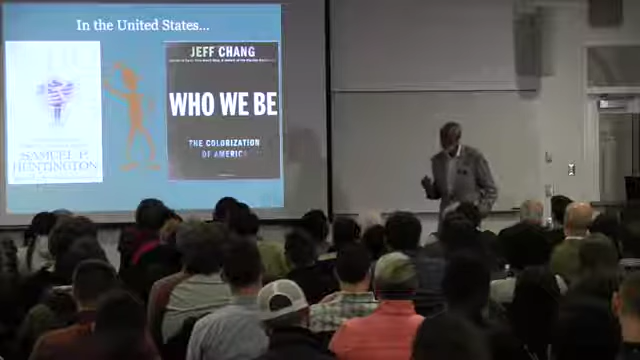 In the United States...
SAMUEL P.
HUNTINGTON
JEFF CHANG
WHO WE BE
THE COLORIZATION
OF AMERICA